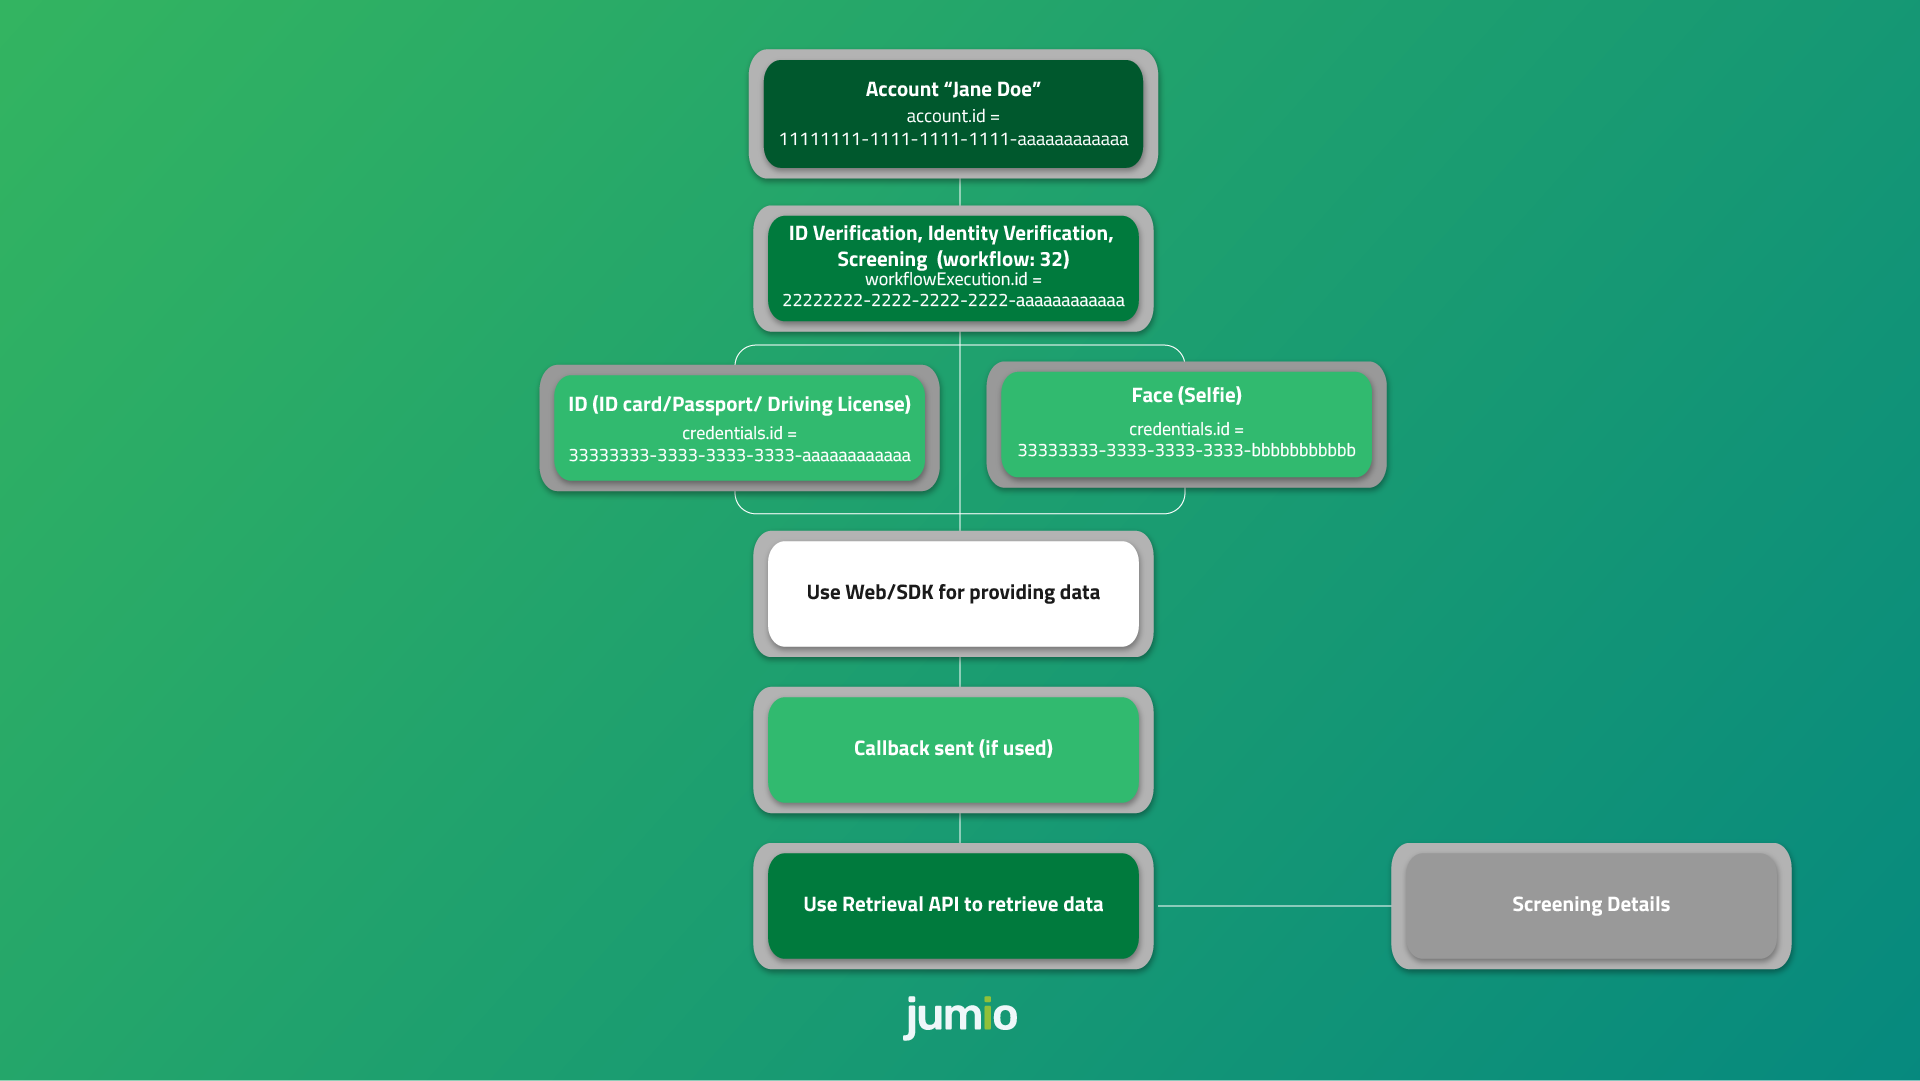 Account “Jane Doe”
account.id =
11111111-1111-1111-1111-aaaaaaaaaaaa
ID Verification, Identity Verification,
Screening (workflow: 32)
workflowExecution.id =
22222222-2222-2222-2222-aaaaaaaaaaaa
ID (ID card/Passport/ Driving License)
credentials.id =
33333333-3333-3333-3333-aaaaaaaaaaaa
Face (Selfie)
credentials.id =
33333333-3333-3333-3333-bbbbbbbbbbb
Use Web/SDK for providing data
Callback sent (if used)
Use Retrieval API to retrieve data
Screening Details
jumio